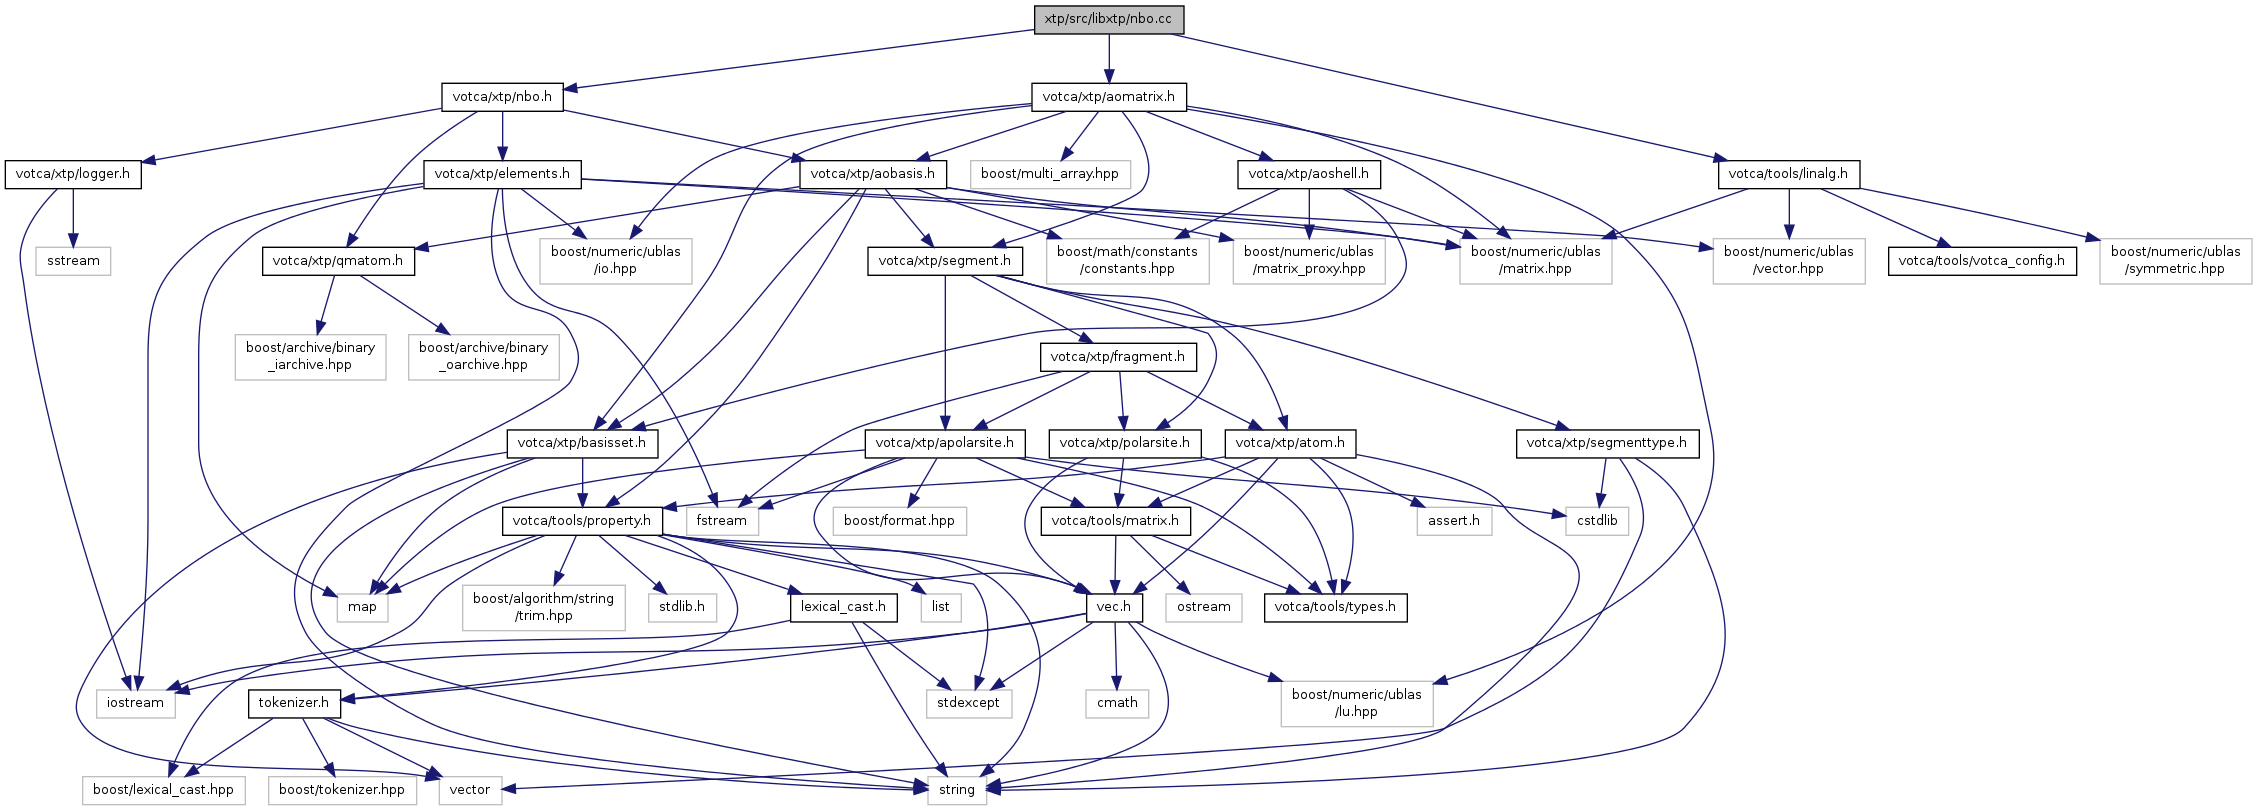 xtp/src/libxtp/nbo.cc
votca/xtp/nbo.h
votca/xtp/aomatrix.h
votca/xtp/logger.h
votca/xtp/elements.h
votca/xtp/aobasis.h
boost/multi_array.hpp
votca/xtp/aoshell.h
votca/tools/linalg.h
sstream
votca/xtp/qmatom.h
boost/numeric/ublas
/io.hpp
votca/xtp/segment.h
boost/math/constants
/constants.hpp
boost/numeric/ublas
/matrix_proxy.hpp
boost/numeric/ublas
/matrix.hpp
boost/numeric/ublas
/vector.hpp
votca/tools/votca_config.h
boost/numeric/ublas
/symmetric.hpp
boost/archive/binary
_iarchive.hpp
boost/archive/binary
_oarchive.hpp
votca/xtp/fragment.h
votca/xtp/basisset.h
votca/xtp/apolarsite.h
votca/xtp/polarsite.h
votca/xtp/atom.h
votca/xtp/segmenttype.h
votca/tools/property.h
fstream
boost/format.hpp
votca/tools/matrix.h
assert.h
cstdlib
map
boost/algorithm/string
/trim.hpp
stdlib.h
lexical_cast.h
list
vec.h
ostream
votca/tools/types.h
iostream
tokenizer.h
stdexcept
cmath
boost/numeric/ublas
/lu.hpp
boost/lexical_cast.hpp
boost/tokenizer.hpp
vector
string